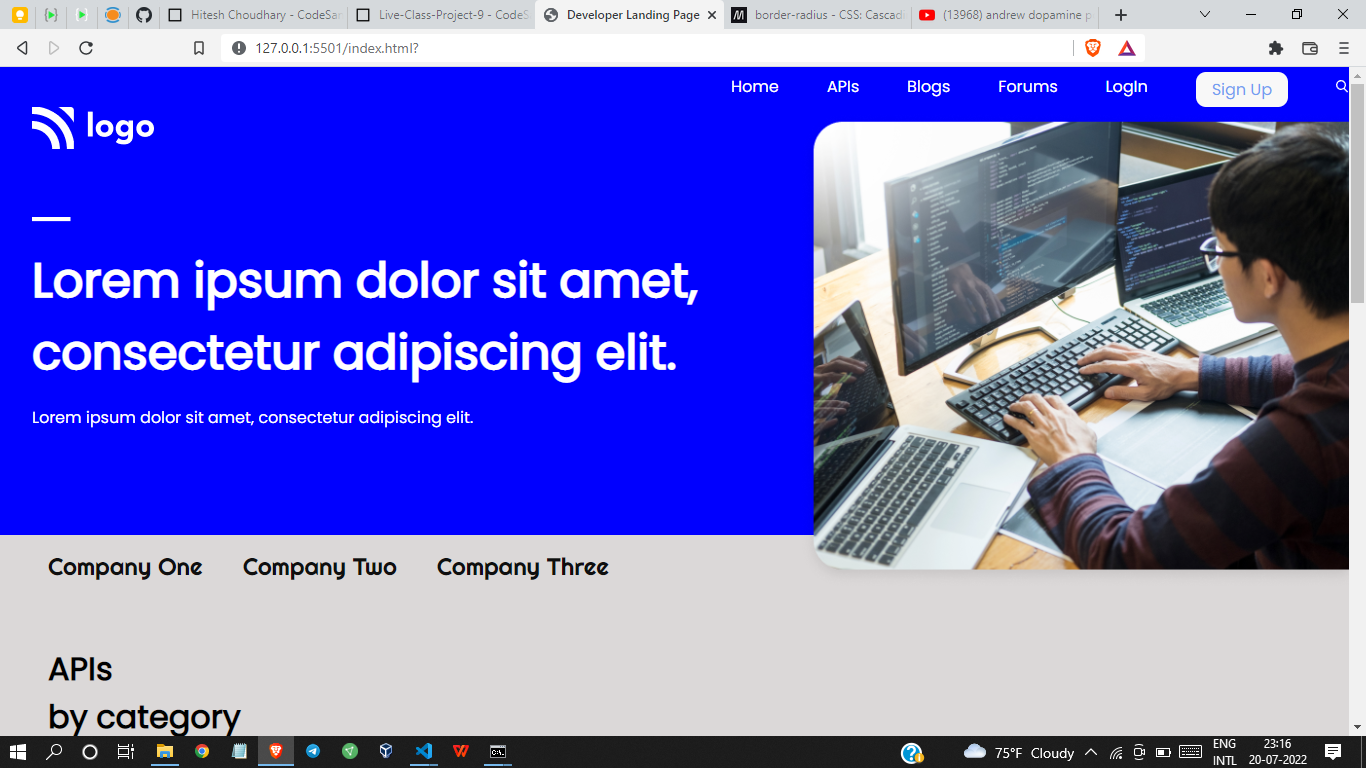 Hitesh Choudhary - CodeSan
Live-Class-Project-9 - CodeS
Developer Landing Page
M
border-radius - CSS: Cascadi
(13968) andrew dopamine p
127.0.0.1:5501/index.html?
Home APIs Blogs Forums LogIn Sign Up
logo
Lorem ipsum dolor sit amet,
consectetur adipiscing elit.
Lorem ipsum dolor sit amet, consectetur adipiscing elit.
Company One Company Two Company Three
APIs
by category
75°F Cloudy
ENG
INTL
23:16
20-07-2022